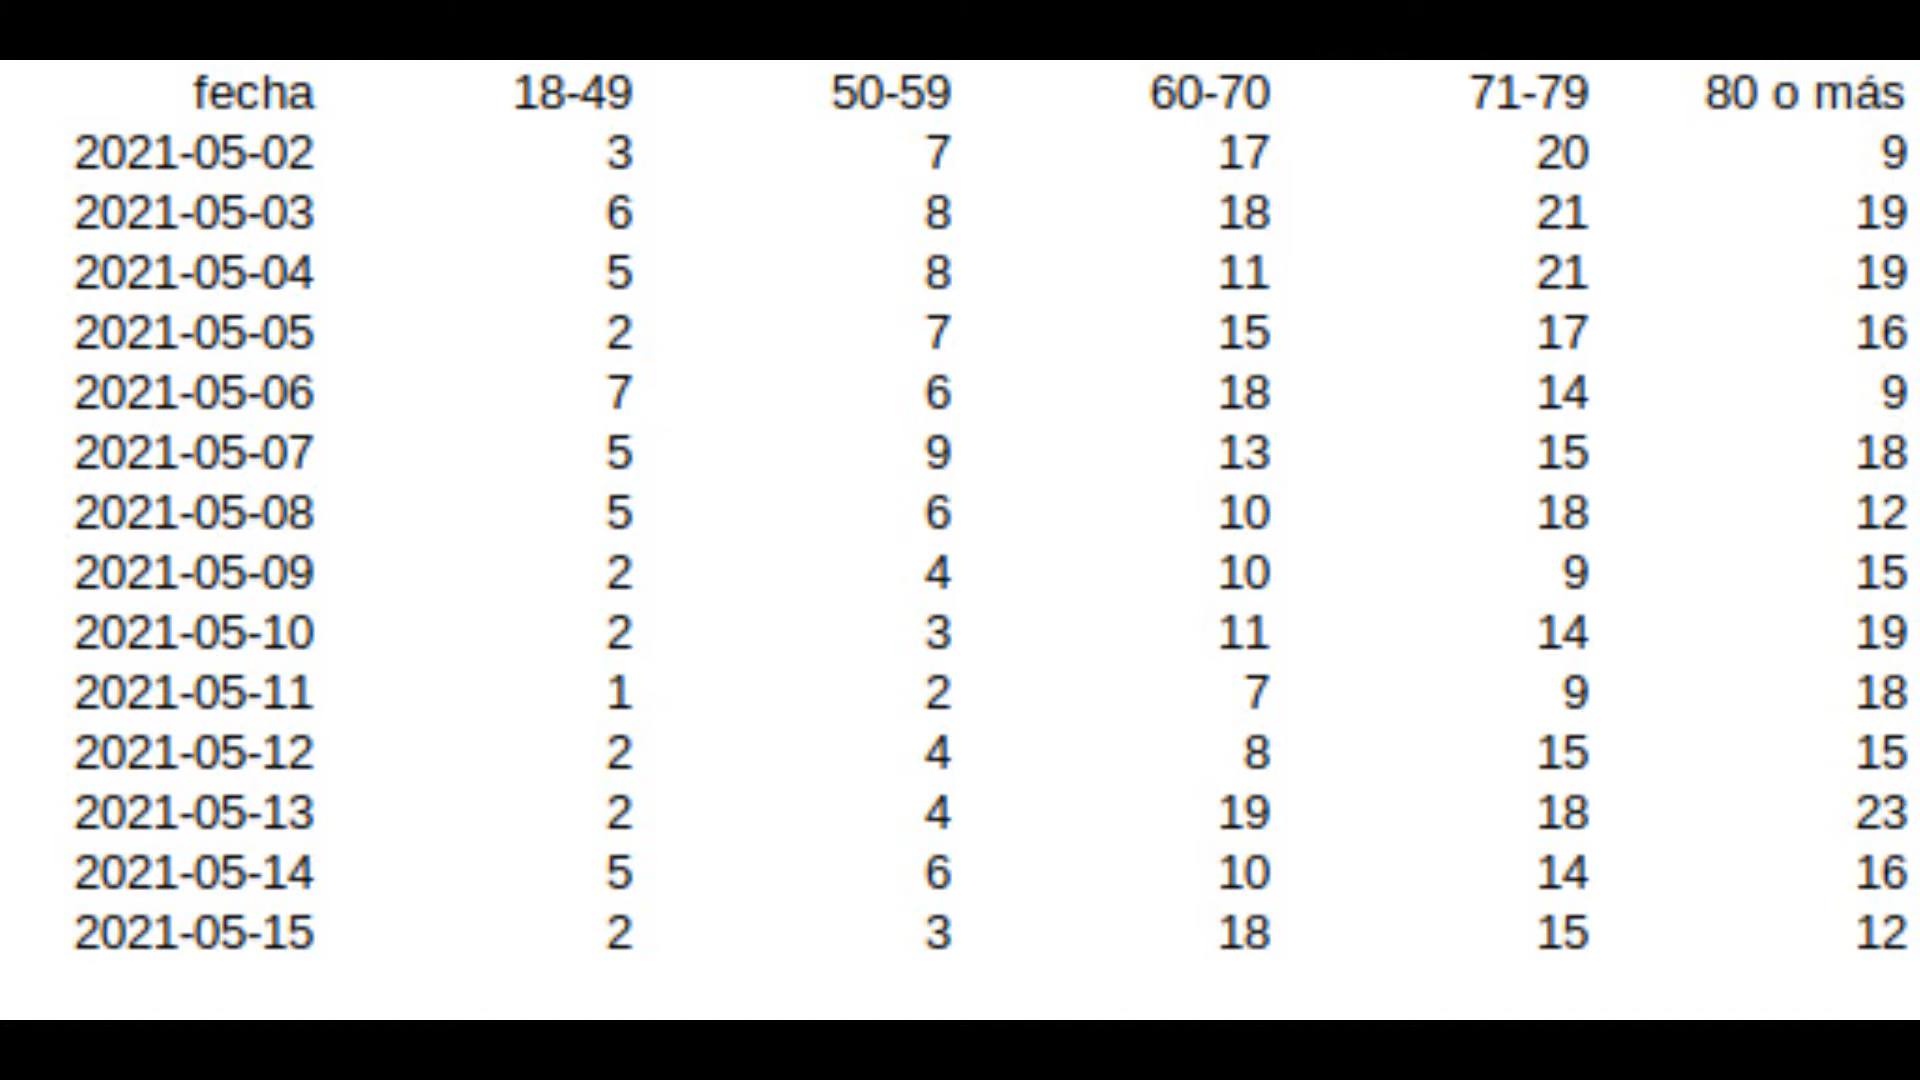 fecha 18-49 50-59 60-70 71-79 80 o más
2021-05-02 3 7 17 20 9
2021-05-03 6 8 18 21 19
2021-05-04 5 8 11 21 19
2021-05-05 2 7 15 17 16
2021-05-06 7 6 18 14 9
2021-05-07 5 9 13 15 18
2021-05-08 5 6 10 18 12
2021-05-09 2 4 10 9 15
2021-05-10 2 3 11 14 19
2021-05-11 1 2 7 9 18
2021-05-12 2 4 8 15 15
2021-05-13 2 4 19 18 23
2021-05-14 5 6 10 14 16
2021-05-15 2 3 18 15 12